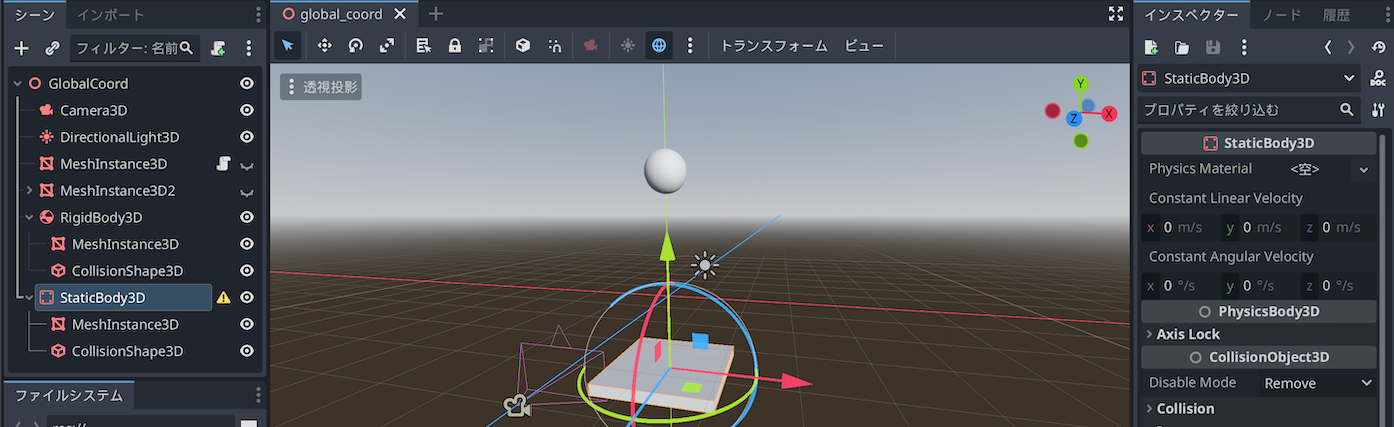 シーン
インポート
フィルター: 名前
GlobalCoord
Camera3D
DirectionalLight3D
MeshInstance3D
MeshInstance3D2
RigidBody3D
MeshInstance3D
CollisionShape3D
StaticBody3D
MeshInstance3D
CollisionShape3D
ファイルシステム
global_coord
トランスフォーム ビュー
透視投影
Y
Z
X
インスペクター
ノード
履歴
StaticBody3D
DOC
プロパティを絞り込む
StaticBody3D
Physics Material <空>
Constant Linear Velocity
x 0 m/s y 0 m/s z 0 m/s
Constant Angular Velocity
x 0 °/s y 0 °/s z 0 °/s
PhysicsBody3D
Axis Lock
CollisionObject3D
Disable Mode Remove
Collision